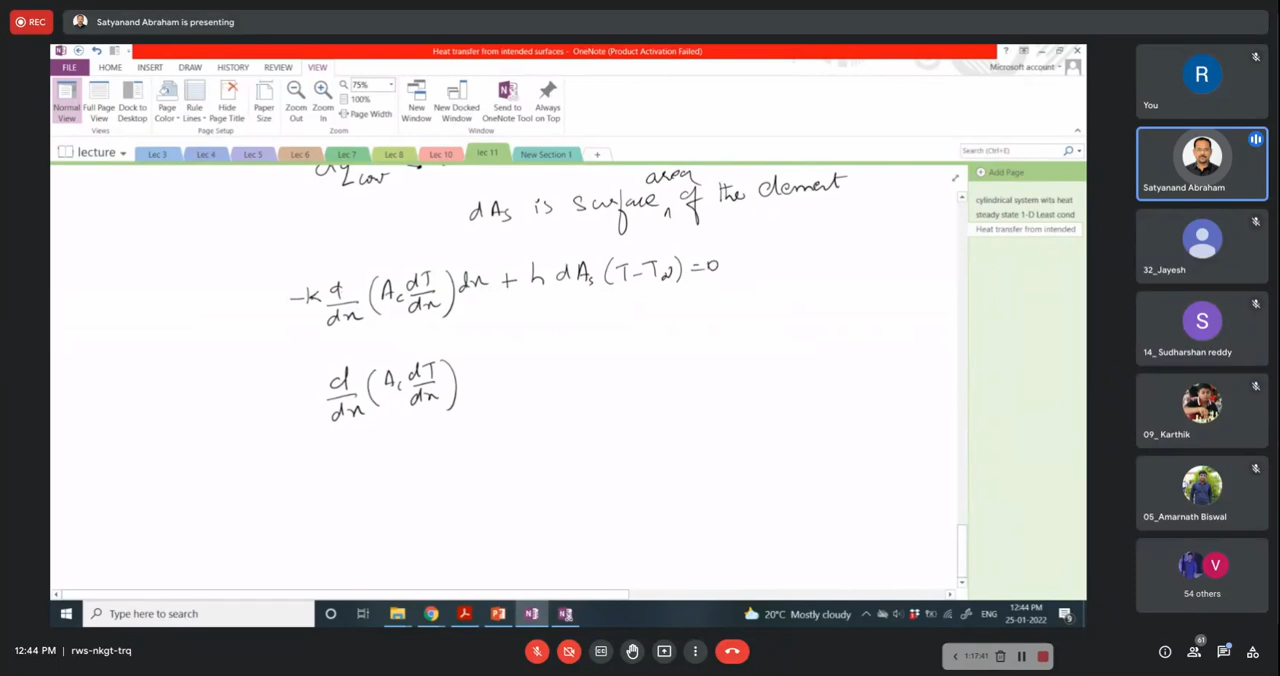 REC
Satyanand Abraham is presenting
Heat transfer from intended surfaces - OneNote (Product Activation Failed)
FILE HOME INSERT DRAW HISTORY REVIEW VIEW
Microsoft account
Normal View
Full Page View
Dock to Desktop
Views
Page Color
Rule Lines
Hide Page Title
Page Setup
Paper Size
Zoom Out
Zoom In
75%
100%
Page Width
Zoom
New Window
New Docked Window
Send to OneNote Tool
Always on Top
Window
lecture
Lec 3 Lec 4 Lec 5 Lec 6 Lec 7 Lec 8 Lec 10 lec 11 New Section 1 +
Search (Ctrl+E)
Add Page
cylindrical system wits heat
steady state 1-D Least cond
Heat transfer from intended
area
dAs is surface ∧ of the element
-k d/dx (Ac dT/dx) dx + h dAs (T-T∞) = 0
d/dx (Ac dT/dx)
R
You
Satyanand Abraham
32_Jayesh
S
14_ Sudharshan reddy
09_ Karthik
05_Amarnath Biswal
V
54 others
Type here to search
20°C Mostly cloudy
ENG
12:44 PM
25-01-2022
9
12:44 PM | rws-nkgt-trq
1:17:41
61